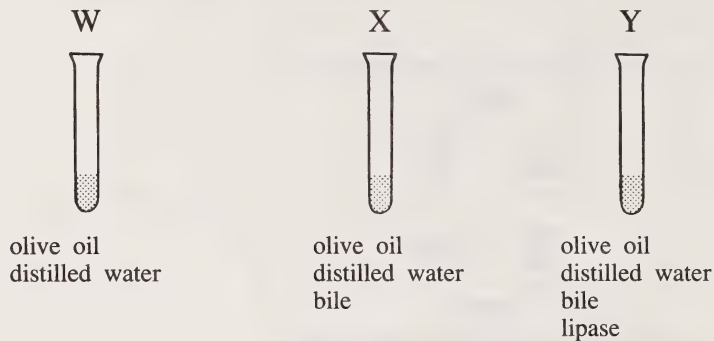 W
X
Y
olive oil
distilled water
olive oil
distilled water
bile
olive oil
distilled water
bile
lipase